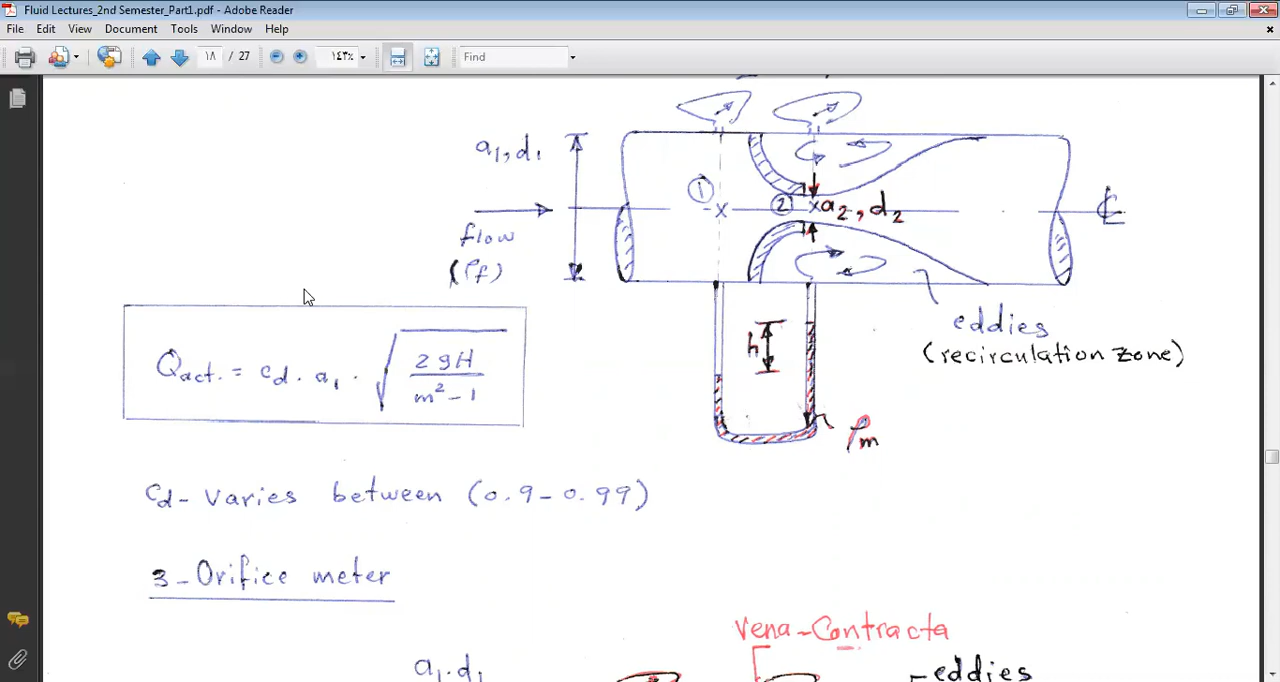 Fluid Lectures_2nd Semester_Part1.pdf - Adobe Reader
File Edit View Document Tools Window Help
١٨ / 27 ١٤٣% Find
a1, d1
① ② a2, d2
flow
(ρf)
℄
h
eddies
(recirculation zone)
ρm
Qact. = cd. a1 . √(2gH / m²-1)
cd - varies between (0.9 - 0.99)
3 - Orifice meter
vena-Contracta
a1. d1
eddies